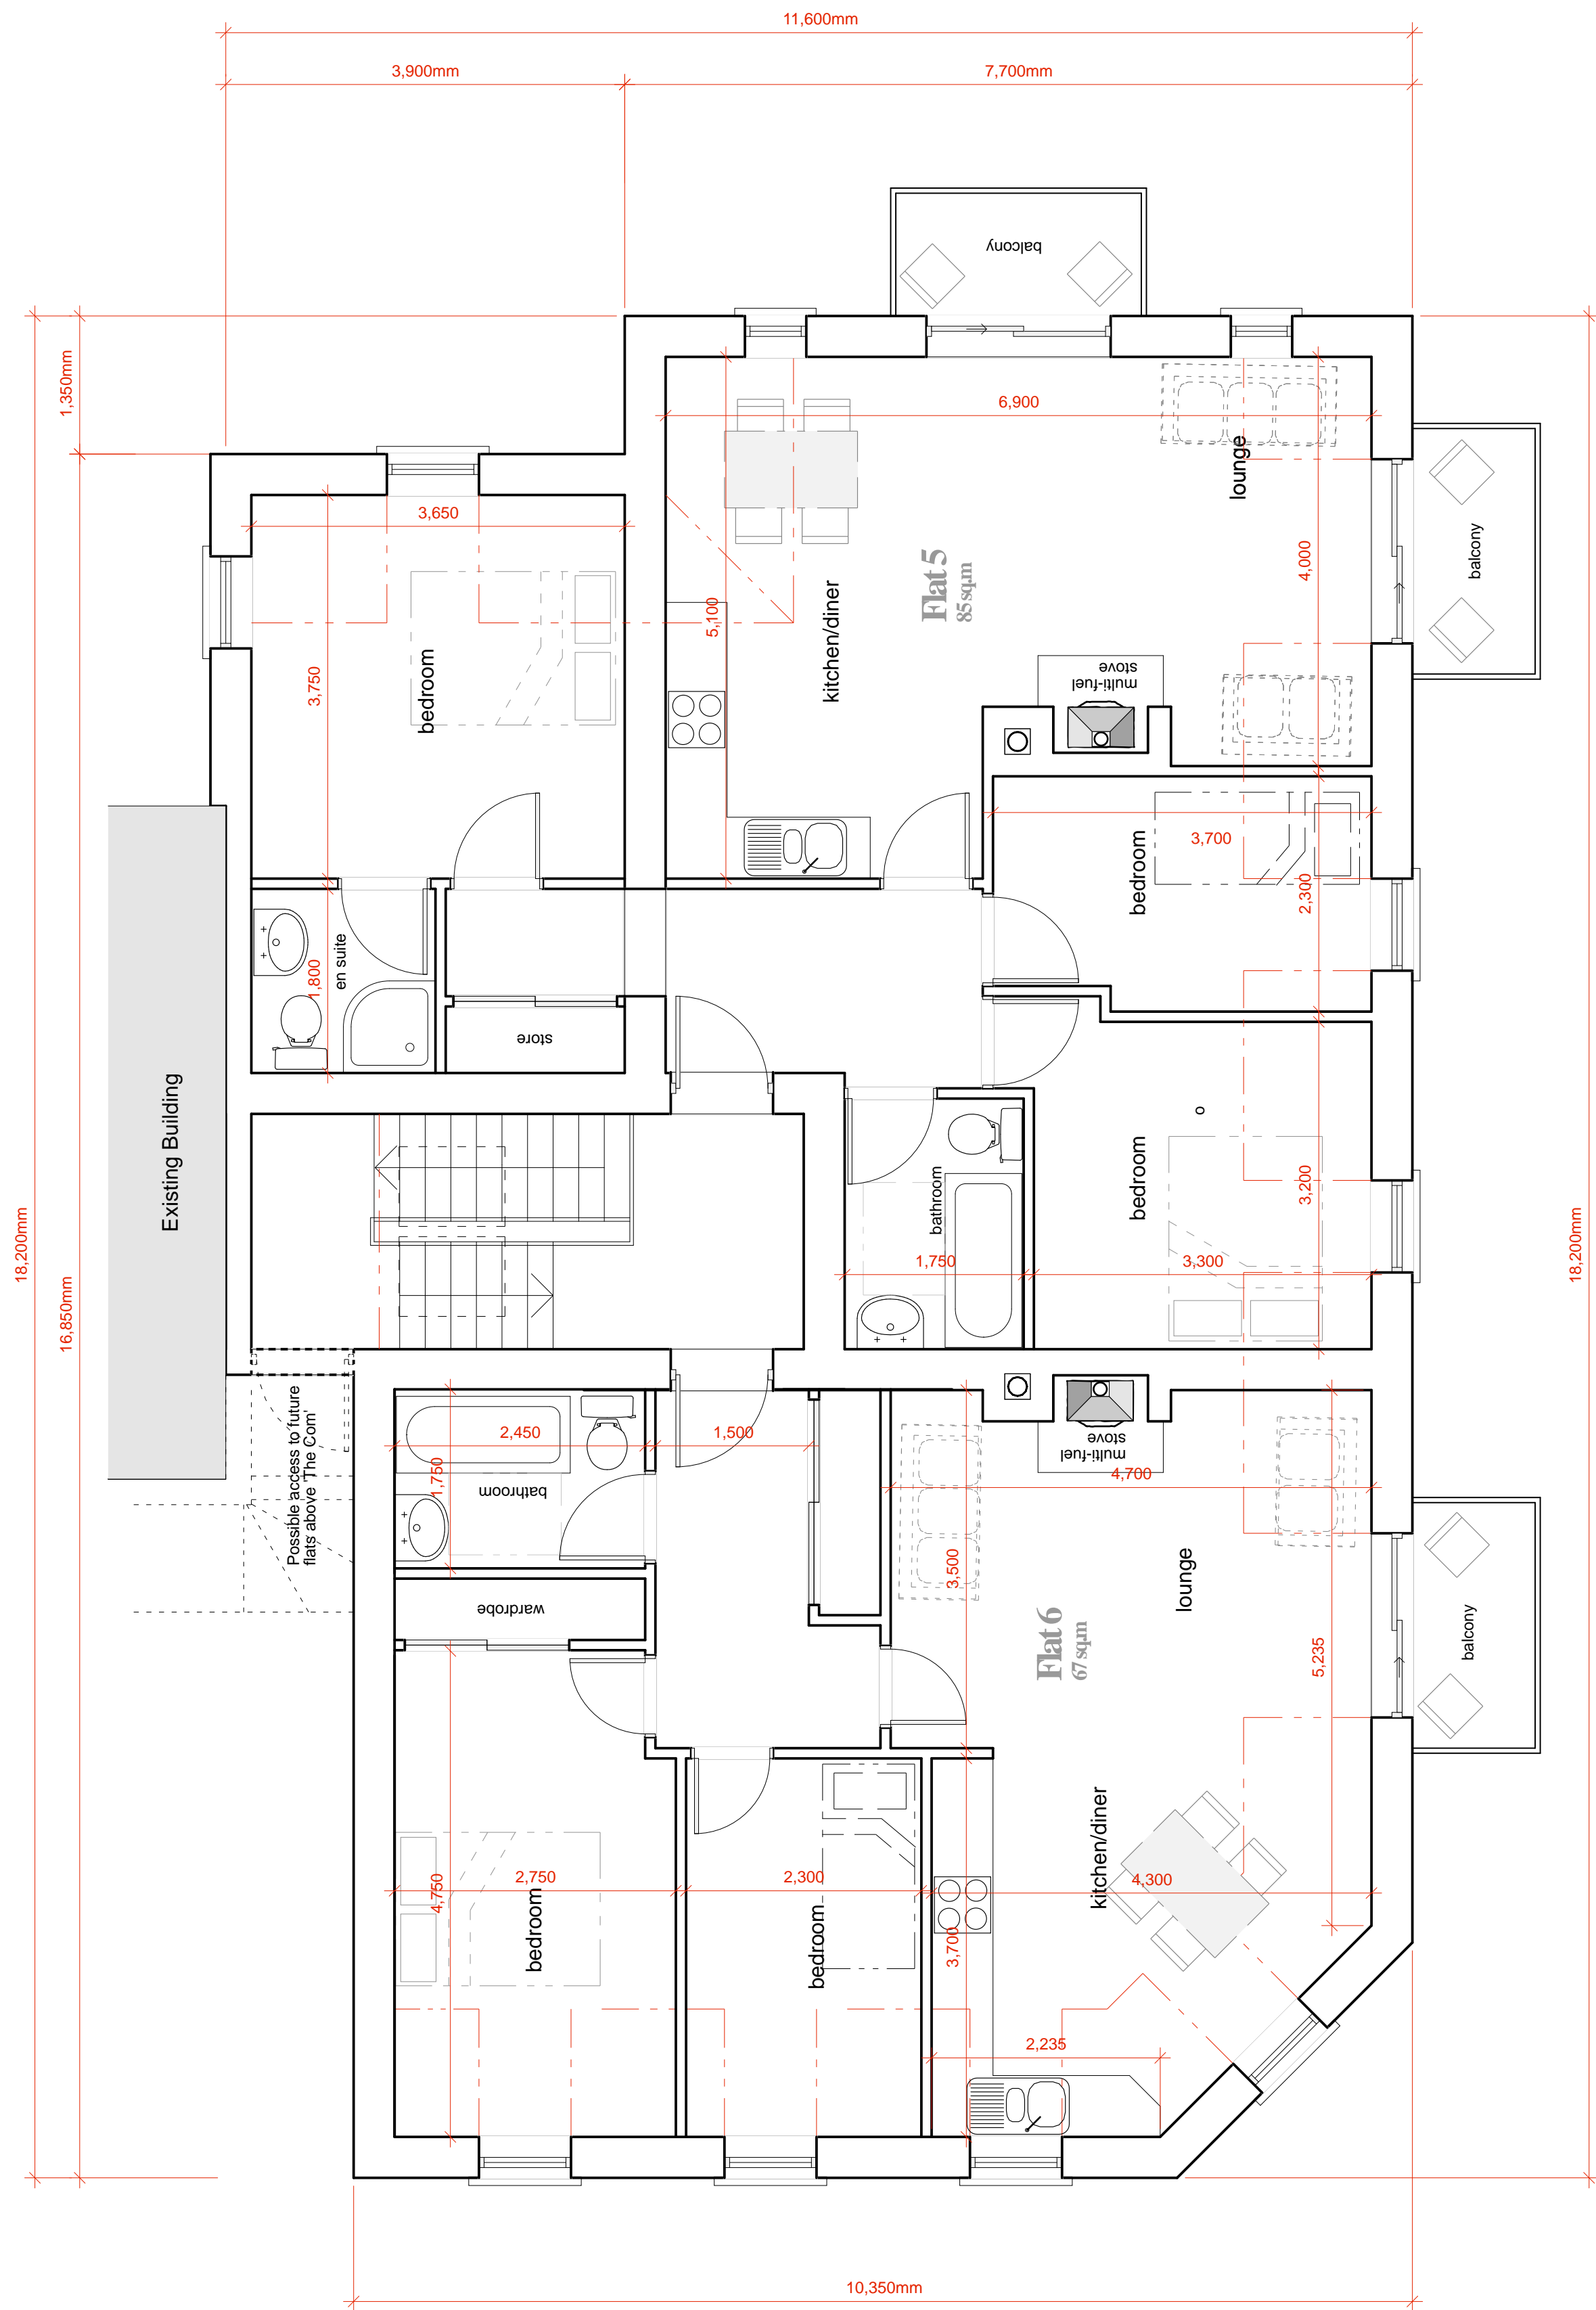 11,600mm
3,900mm
7,700mm
balcony
1,350mm
6,900
lounge
3,650
4,000
balcony
Flat 5
85 sq.m
5,100
kitchen/diner
3,750
bedroom
multi-fuel
stove
3,700
bedroom
2,300
en suite
1,800
store
Existing Building
o
bedroom
3,200
bathroom
1,750
3,300
18,200mm
16,850mm
18,200mm
Possible access to future
flats above 'The Com'
2,450
1,500
1,750
bathroom
multi-fuel
stove
4,700
3,500
lounge
wardrobe
Flat 6
67 sq.m
5,235
balcony
kitchen/diner
4,750
2,750
bedroom
2,300
bedroom
4,300
3,700
2,235
10,350mm